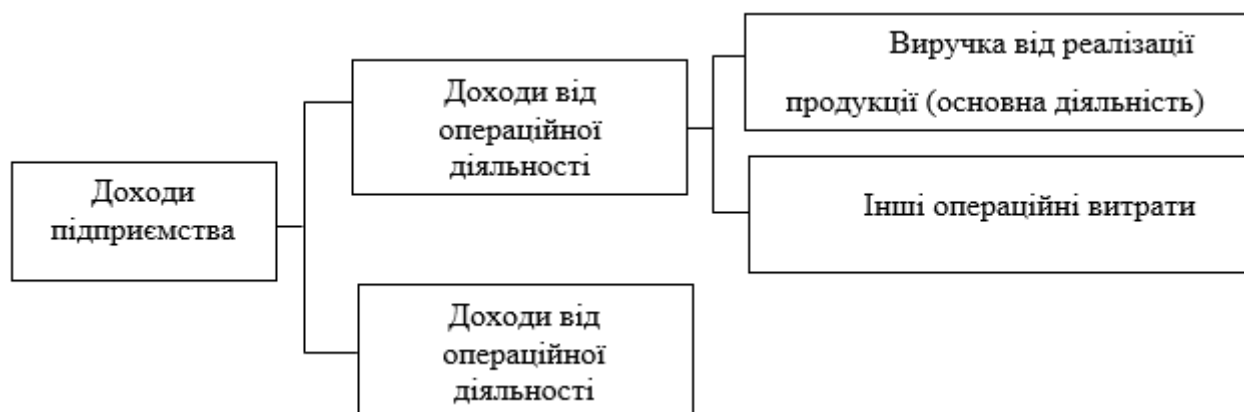 Доходи
підприємства
Доходи від
операційної
діяльності
Виручка від реалізації
продукції (основна діяльність)
Інші операційні витрати
Доходи від
операційної
діяльності